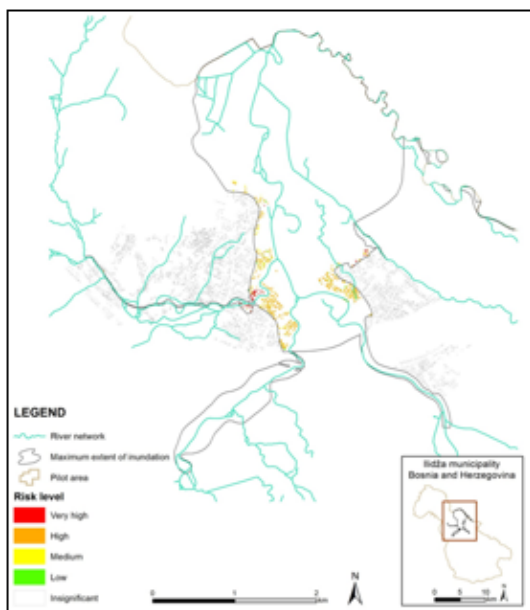 LEGEND
River network
Maximum extent of inundation
Pilot area
Risk level
Very high
High
Medium
Low
Insignificant
0 1 2
km
N
Ilidža municipality
Bosnia and Herzegovina
0 5 10
km
N